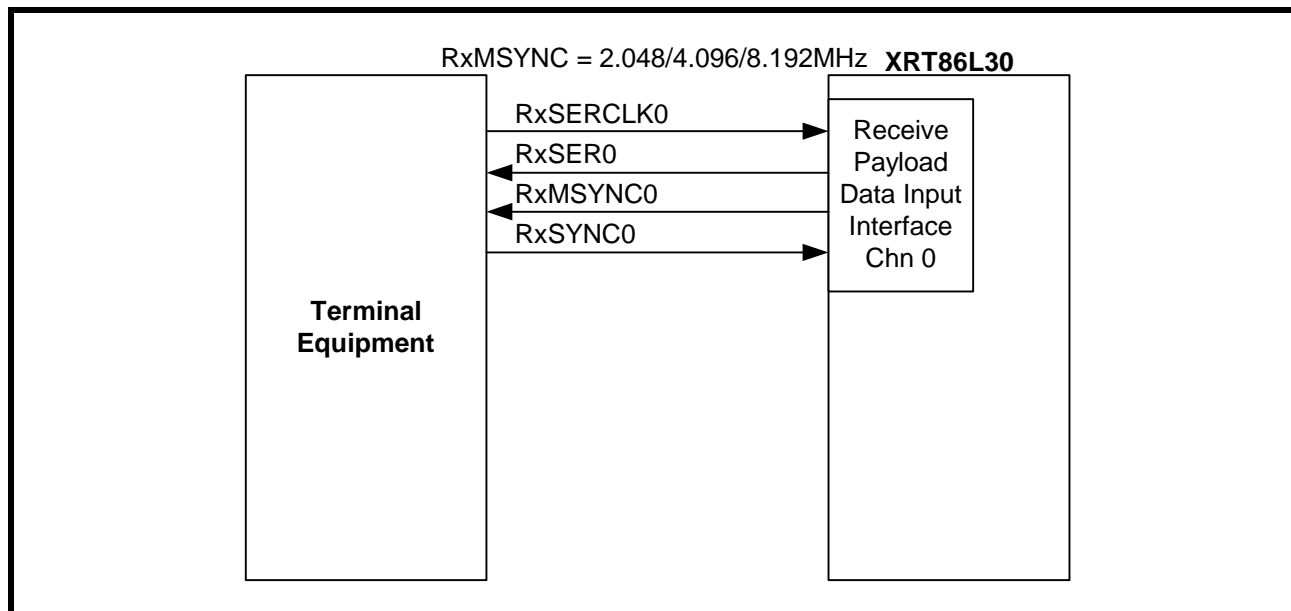 RxMSYNC = 2.048/4.096/8.192MHz
XRT86L30
RxSERCLK0
RxSER0
RxMSYNC0
RxSYNC0
Receive
Payload
Data Input
Interface
Chn 0
Terminal
Equipment